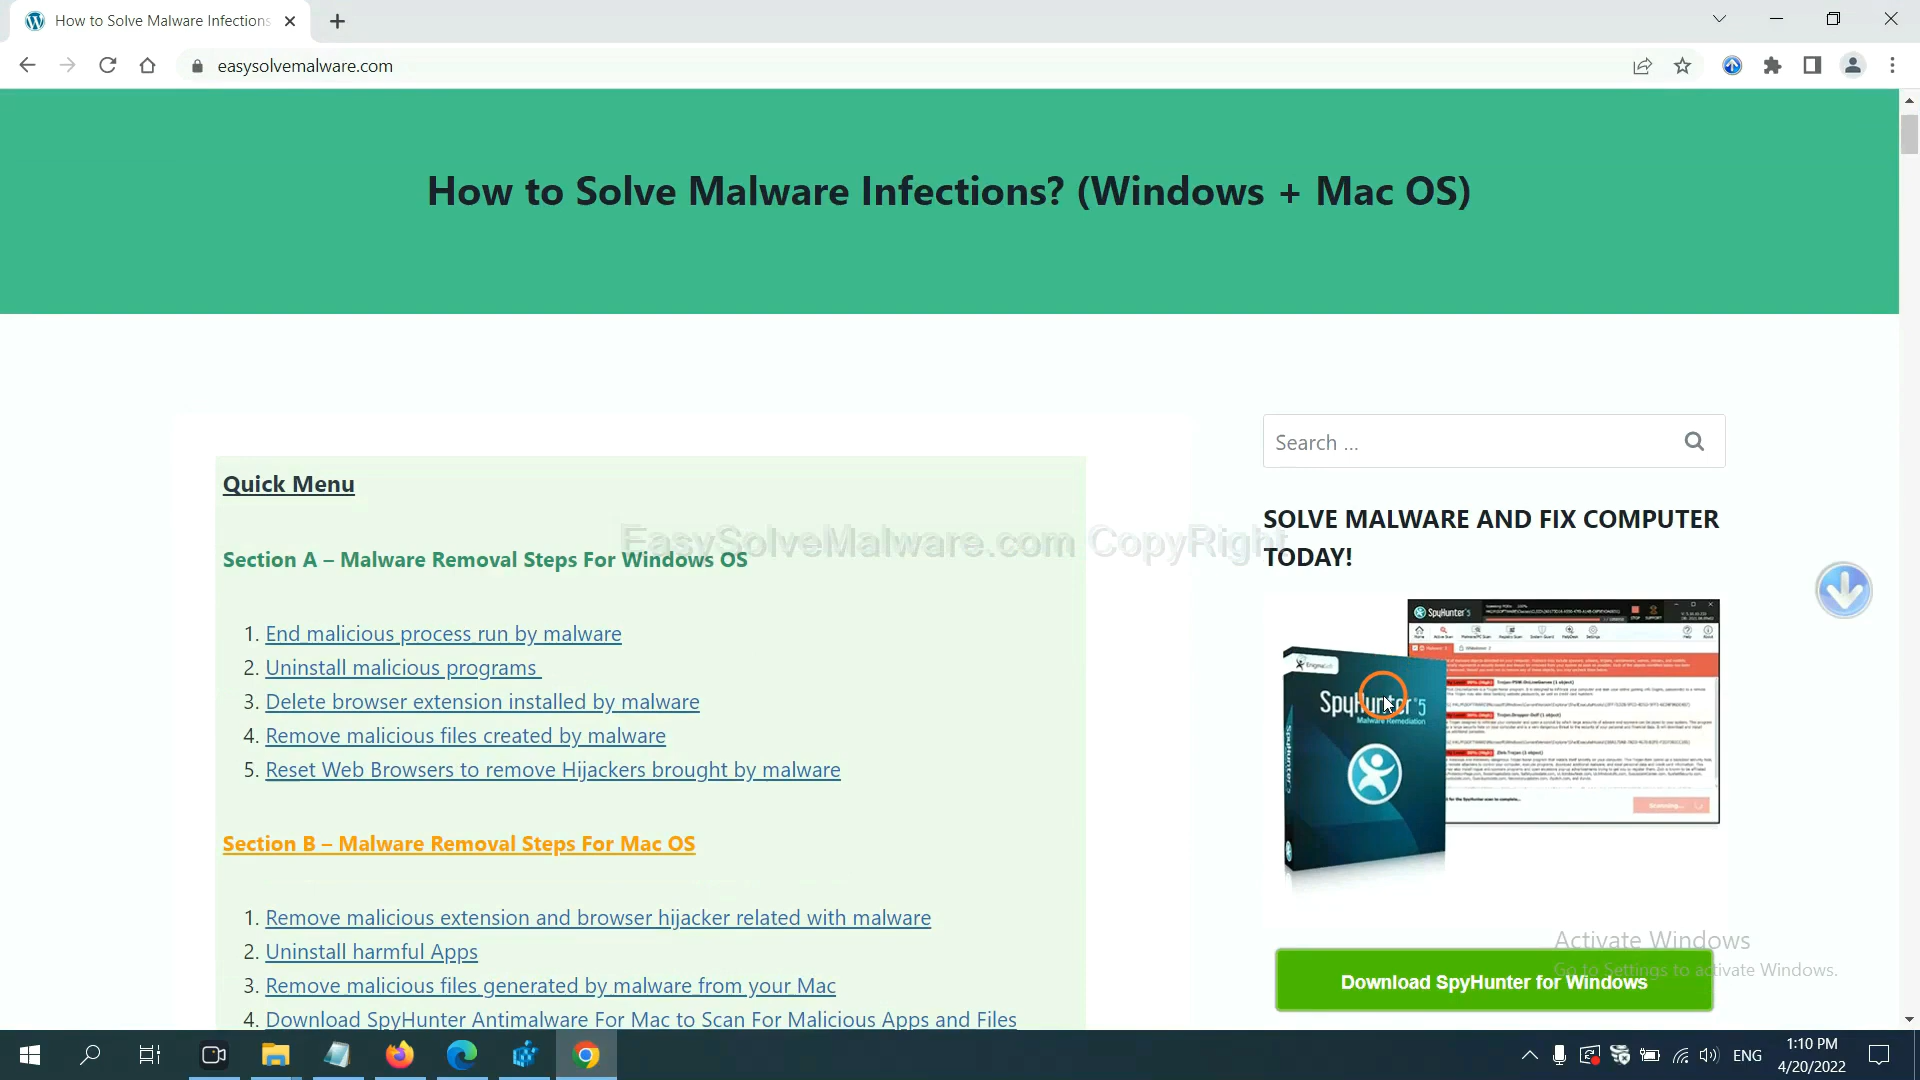 How to Solve Malware Infections
easysolvemalware.com
How to Solve Malware Infections? (Windows + Mac OS)
Search ...
Quick Menu
SOLVE MALWARE AND FIX COMPUTER
TODAY!
EasySolveMalware.com CopyRight
Section A – Malware Removal Steps For Windows OS
1. End malicious process run by malware
2. Uninstall malicious programs
3. Delete browser extension installed by malware
4. Remove malicious files created by malware
5. Reset Web Browsers to remove Hijackers brought by malware
SpyHunter 5
EnigmaSoft
SpyHunter 5
Malware Remediation
Section B – Malware Removal Steps For Mac OS
1. Remove malicious extension and browser hijacker related with malware
2. Uninstall harmful Apps
3. Remove malicious files generated by malware from your Mac
4. Download SpyHunter Antimalware For Mac to Scan For Malicious Apps and Files
Activate Windows
Go to Settings to activate Windows.
Download SpyHunter for Windows
ENG
1:10 PM
4/20/2022